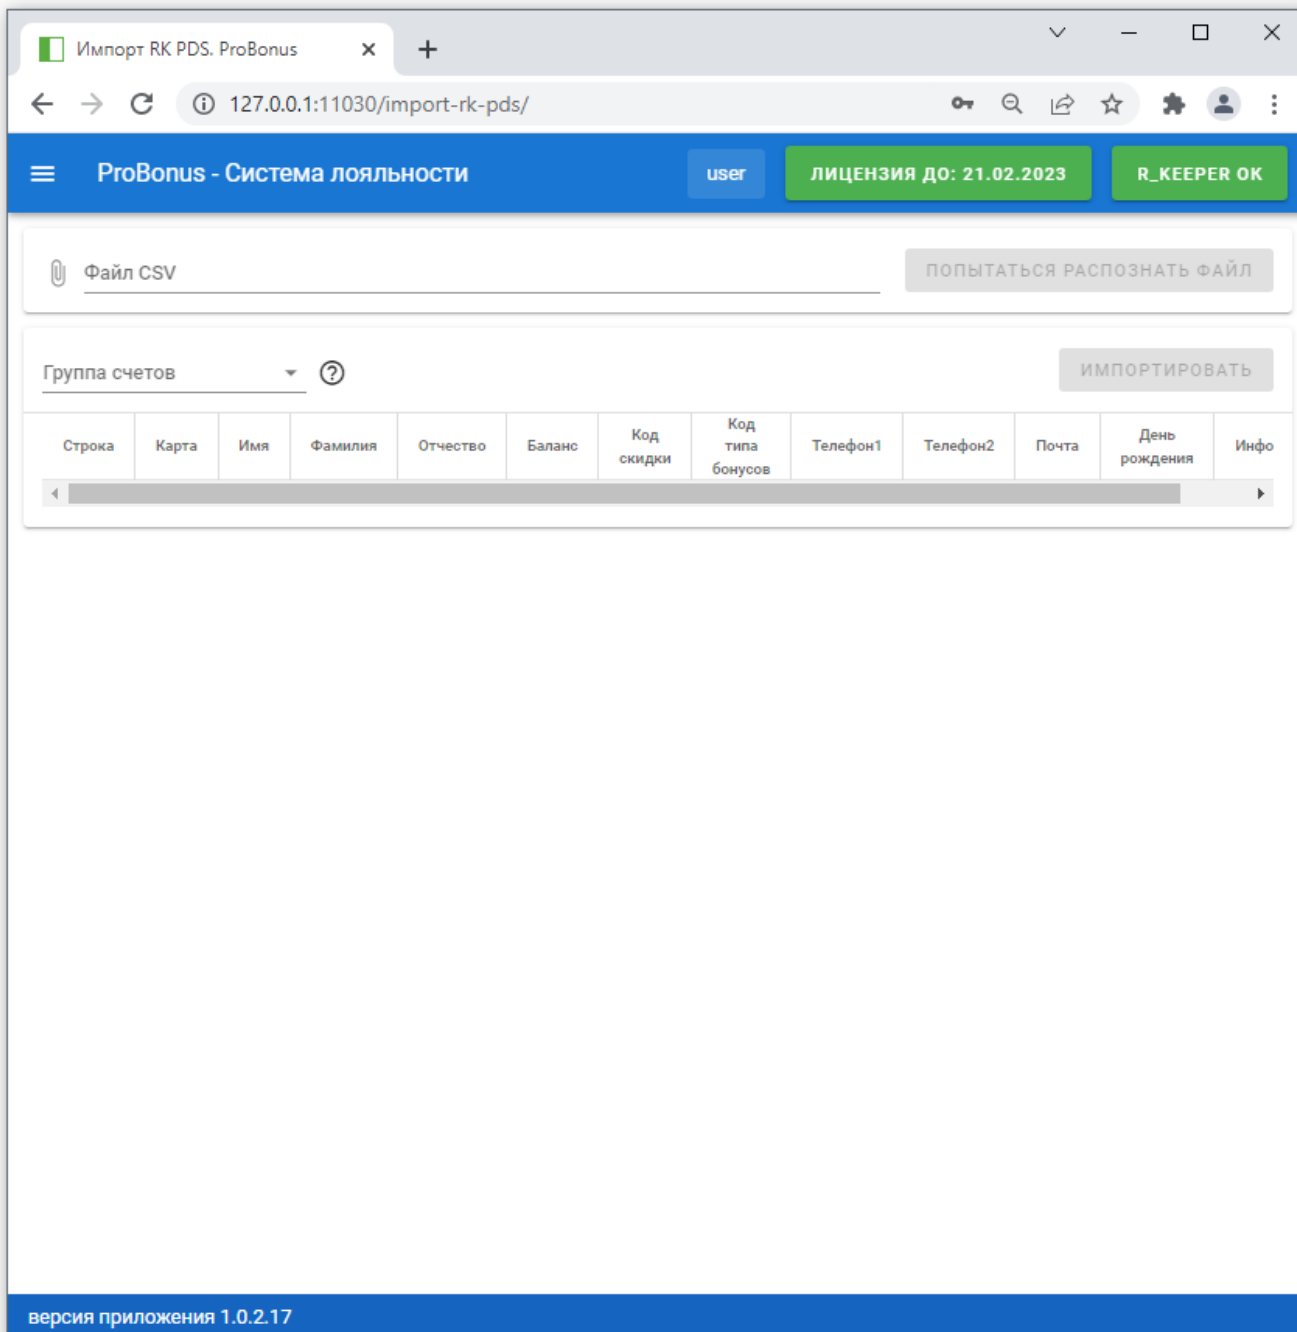 Импорт RK PDS. ProBonus
127.0.0.1:11030/import-rk-pds/
ProBonus - Система лояльности user ЛИЦЕНЗИЯ ДО: 21.02.2023 R_KEEPER OK
Файл CSV ПОПЫТАТЬСЯ РАСПОЗНАТЬ ФАЙЛ
Группа счетов ИМПОРТИРОВАТЬ
Строка Карта Имя Фамилия Отчество Баланс Код скидки Код типа бонусов Телефон1 Телефон2 Почта День рождения Инфо
версия приложения 1.0.2.17